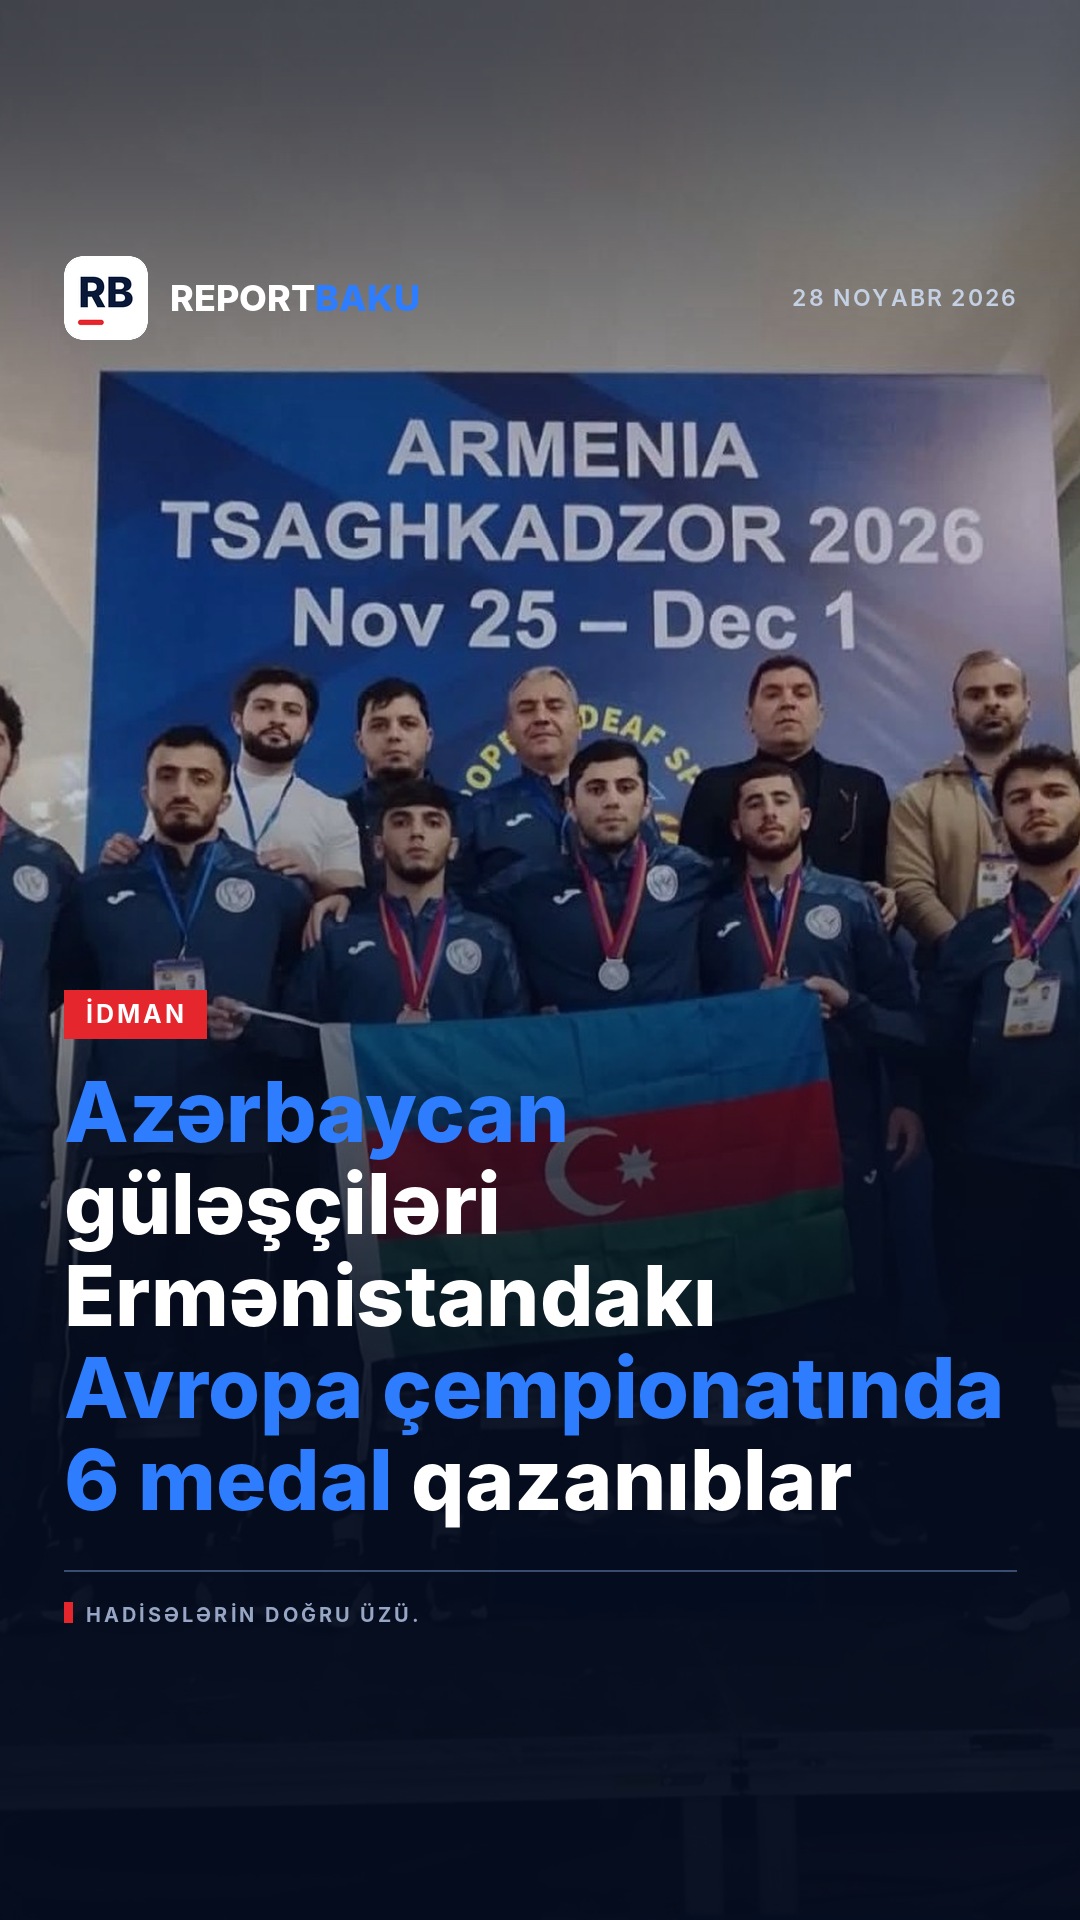 RB
REPORTBAKU
28 NOYABR 2026
ARMENIA
TSAGHKADZOR 2026
Nov 25 – Dec 1
DEAF
İDMAN
Azərbaycan
güləşçiləri
Ermənistandakı
Avropa çempionatında
6 medal qazanıblar
HADİSƏLƏRİN DOĞRU ÜZÜ.